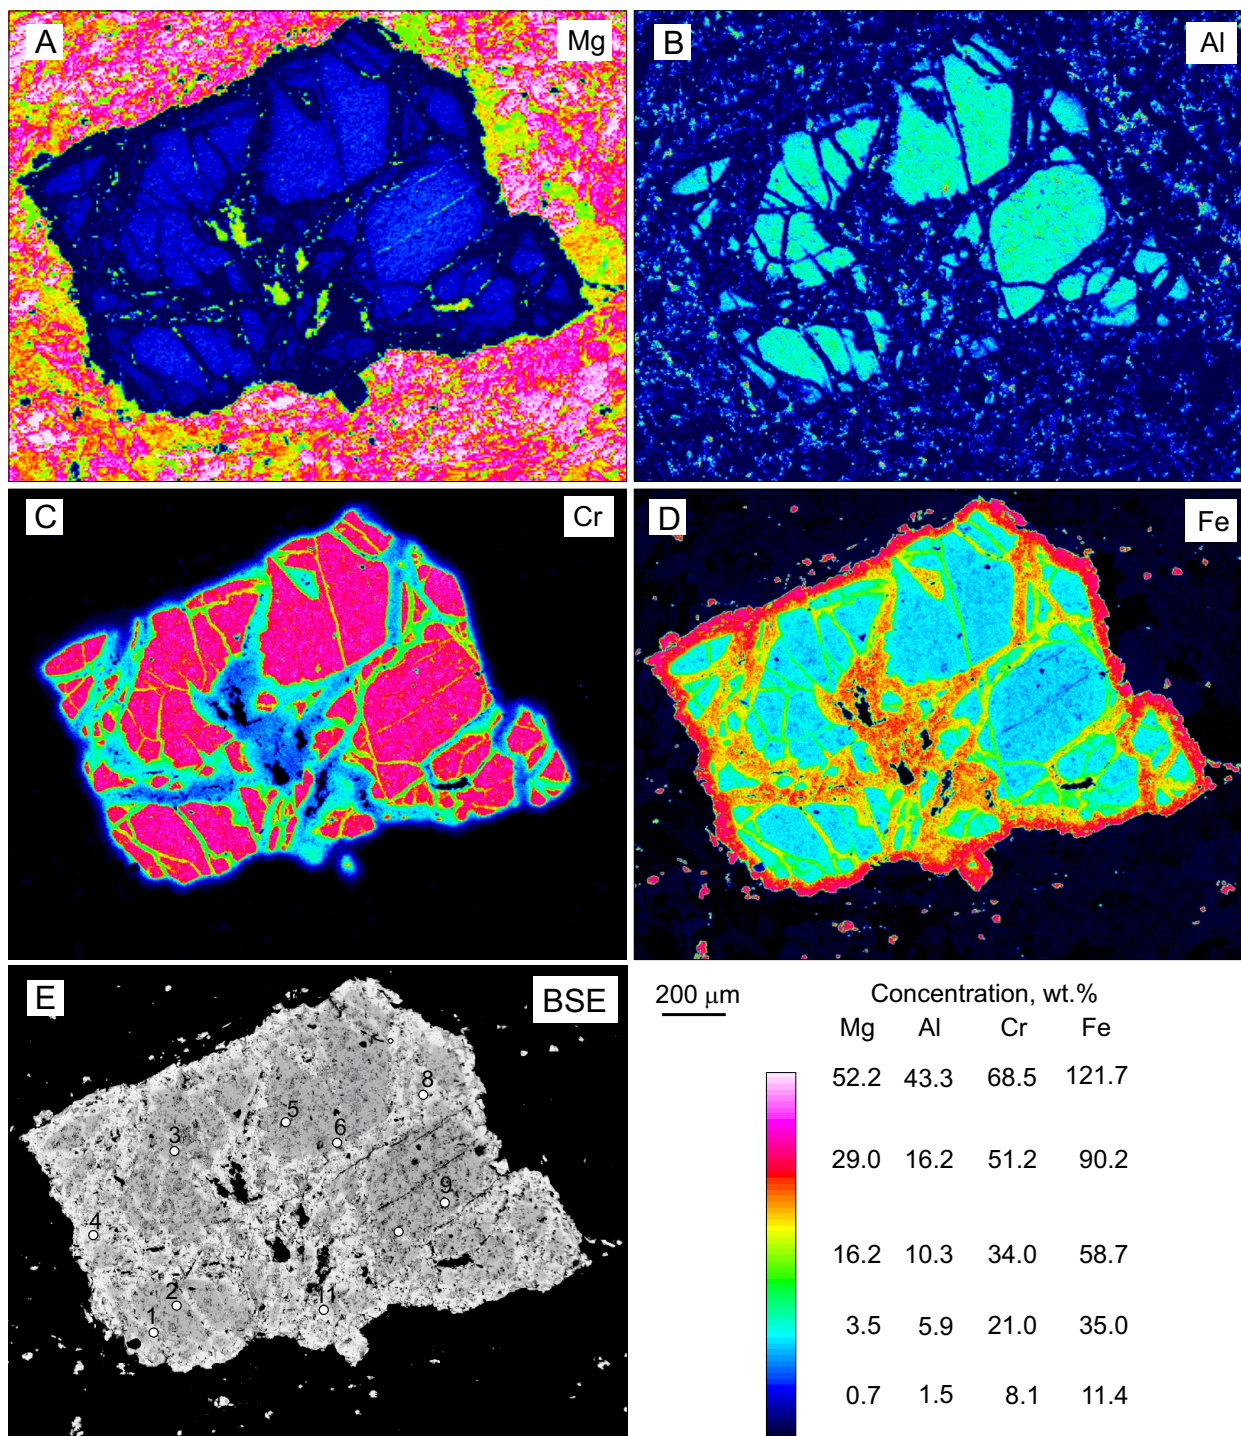 A
Mg
B
Al
C
Cr
D
Fe
E
BSE
8
5
6
3
9
4
2
11
1
200 μm
Concentration, wt.%
Mg Al Cr Fe
52.2 43.3 68.5 121.7
29.0 16.2 51.2 90.2
16.2 10.3 34.0 58.7
3.5 5.9 21.0 35.0
0.7 1.5 8.1 11.4